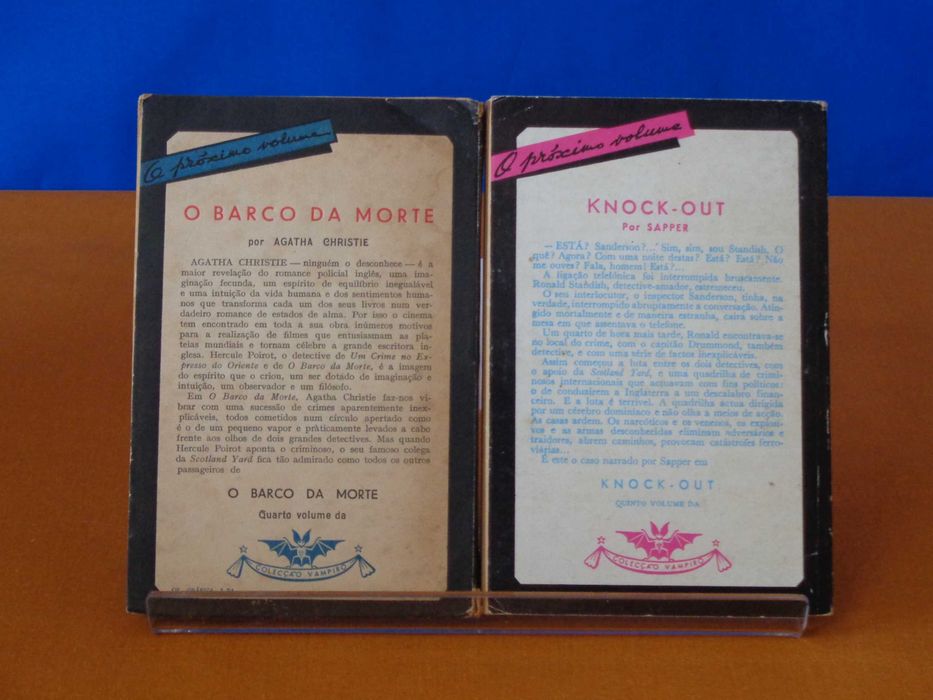 O próximo volume
O BARCO DA MORTE
por AGATHA CHRISTIE
AGATHA CHRISTIE — ninguém o desconhece — é a
maior revelação do romance policial inglês, uma ima-
ginação fecunda, um espírito de equilíbrio inegualável
e uma intuição da vida humana e dos sentimentos huma-
nos que transforma cada um dos seus livros num ver-
dadeiro romance de estados de alma. Por isso o cinema
tem encontrado em toda a sua obra inúmeros motivos
para a realização de filmes que entusiasmam as pla-
teias mundiais e tornam célebre a grande escritora in-
glesa. Hercule Poirot, o detective de Um Crime no Ex-
presso do Oriente e de O Barco da Morte, é a imagem
do espírito que o criou, um ser dotado de imaginação e
intuição, um observador e um filósofo.
Em O Barco da Morte, Agatha Christie faz-nos vi-
brar com uma sucessão de crimes aparentemente inex-
plicáveis, todos cometidos num círculo apertado como
é o de um pequeno vapor e pràticamente levados a cabo
frente aos olhos de dois grandes detectives. Mas quando
Hercule Poirot aponta o criminoso, o seu famoso colega
da Scotland Yard fica tão admirado como todos os outros
passageiros de
O BARCO DA MORTE
Quarto volume da
COLECÇÃO VAMPIRO
O próximo volume
KNOCK-OUT
Por SAPPER
— ESTÁ? Sanderson?... Sim, sim, sou Standish. O
quê? Agora? Com uma noite destas? Está? Está? Não
me ouves? Fala, homem! Está?...
A ligação telefónica foi interrompida bruscamente.
Ronald Standish, detective-amador, estremeceu.
O seu interlocutor, o inspector Sanderson, tinha, na
verdade, interrompido abruptamente a conversação. Atin-
gido mortalmente e de maneira estranha, caíra sobre a
mesa em que assentava o telefone.
Um quarto de hora mais tarde, Ronald encontrava-se
no local do crime, com o capitão Drummond, também
detective, e com uma série de factos inexplicáveis.
Assim começou a luta entre os dois detectives, com
o apoio da Scotland Yard, e uma quadrilha de crimi-
nosos internacionais que actuavam com fins políticos:
o de conduzirem a Inglaterra a um descalabro finan-
ceiro. E a luta é terrível. A quadrilha actua dirigida
por um cérebro demoníaco e não olha a meios de acção.
As casas ardem. Os narcóticos e os venenos, os explosi-
vos e as armas desconhecidas eliminam adversários e
traidores, abrem caminhos, provocam catástrofes ferro-
viárias...
É este o caso narrado por Sapper em
KNOCK-OUT
QUINTO VOLUME DA
COLECÇÃO VAMPIRO